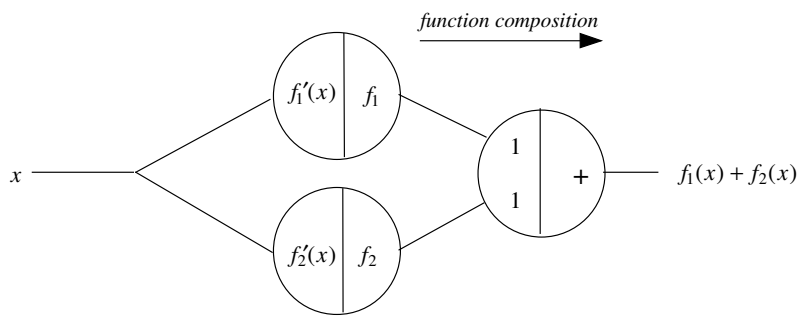 function composition
f₁′(x) f₁
1
x + f₁(x) + f₂(x)
1
f₂′(x) f₂